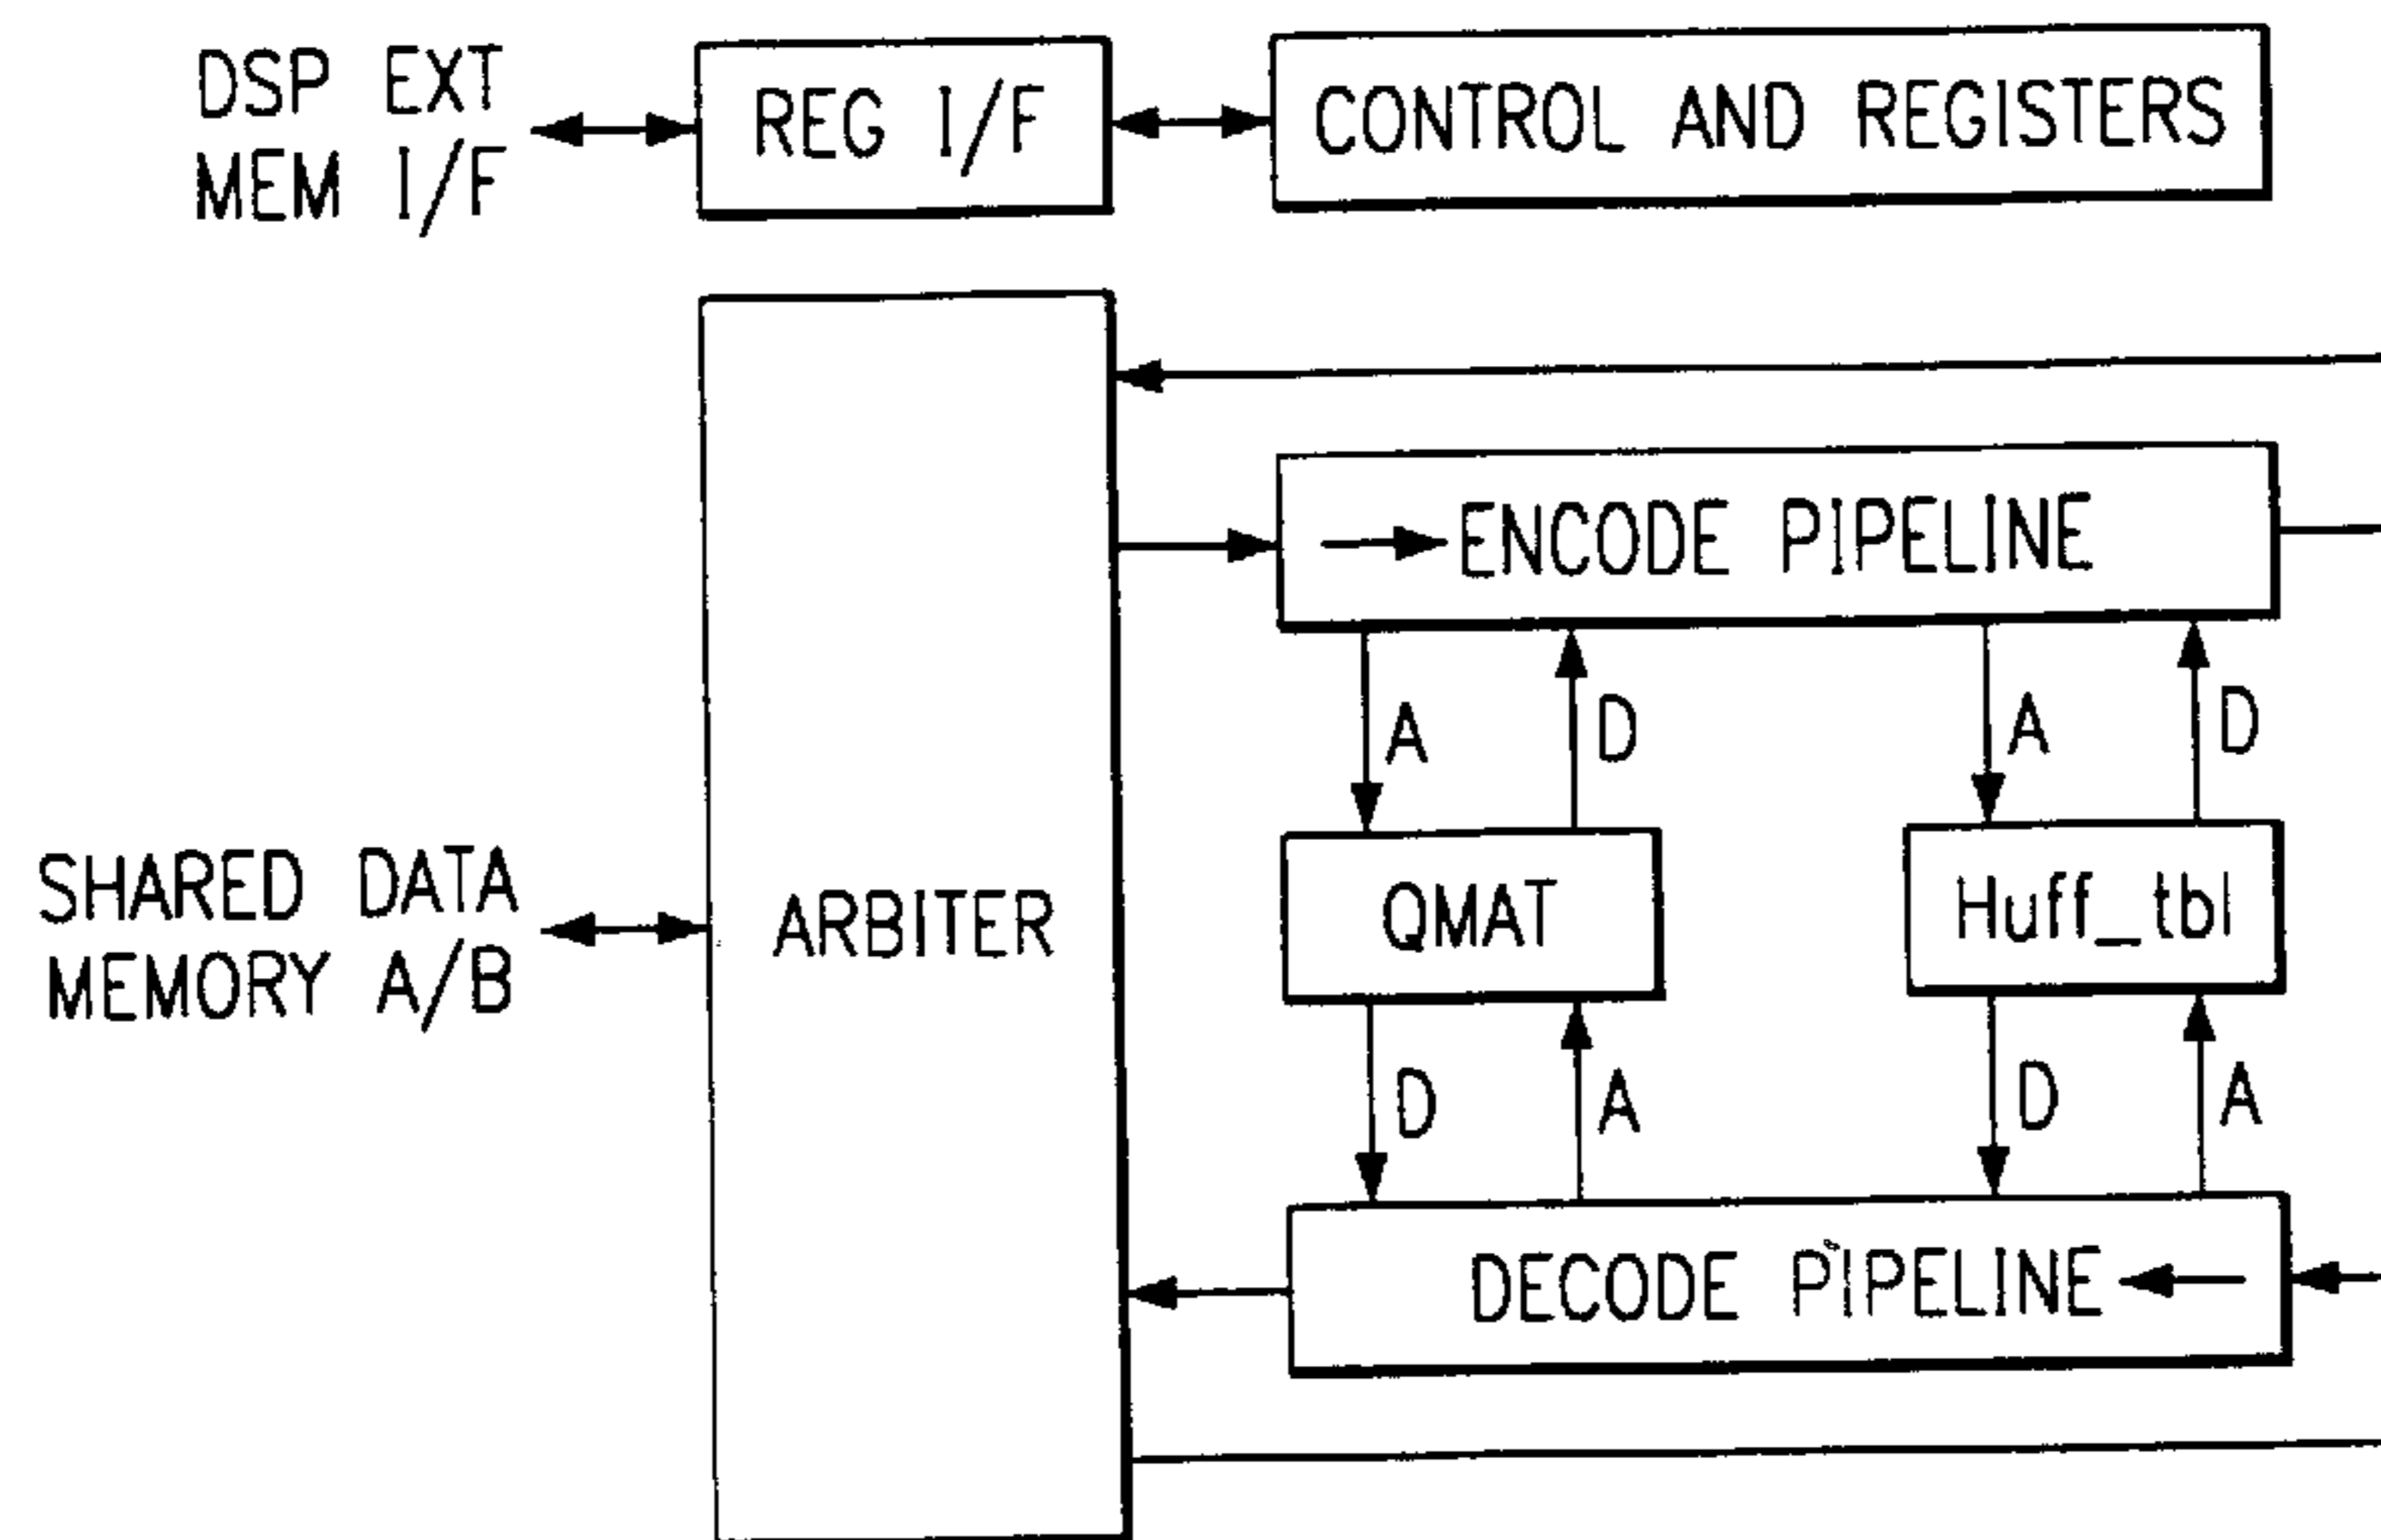 DSP EXT
MEM I/F
REG I/F
CONTROL AND REGISTERS
ENCODE PIPELINE
A
D
A
D
SHARED DATA
MEMORY A/B
ARBITER
QMAT
Huff_tbl
D
A
D
A
DECODE PIPELINE